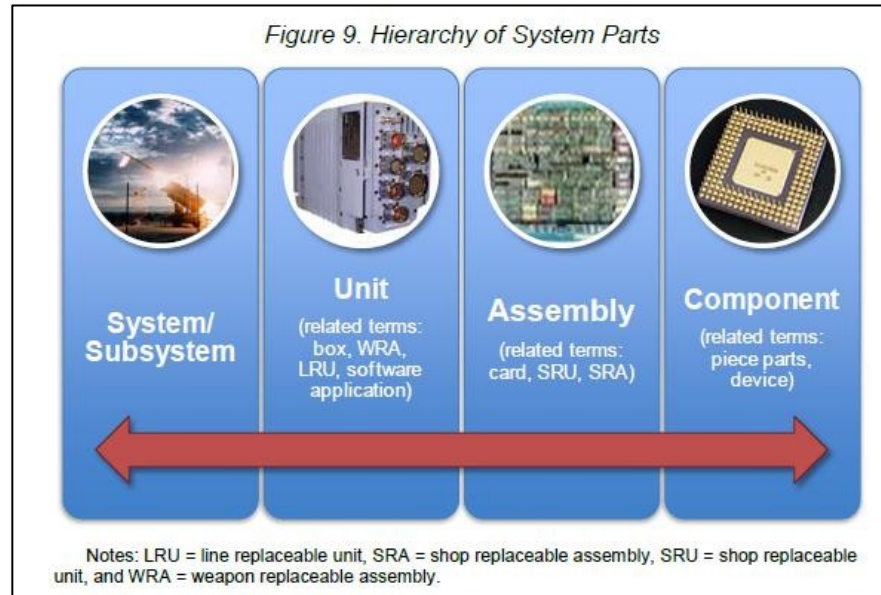 Figure 9. Hierarchy of System Parts
System/
Subsystem
Unit
(related terms:
box, WRA,
LRU, software
application)
Assembly
(related terms:
card, SRU, SRA)
Component
(related terms:
piece parts,
device)
Notes: LRU = line replaceable unit, SRA = shop replaceable assembly, SRU = shop replaceable
unit, and WRA = weapon replaceable assembly.